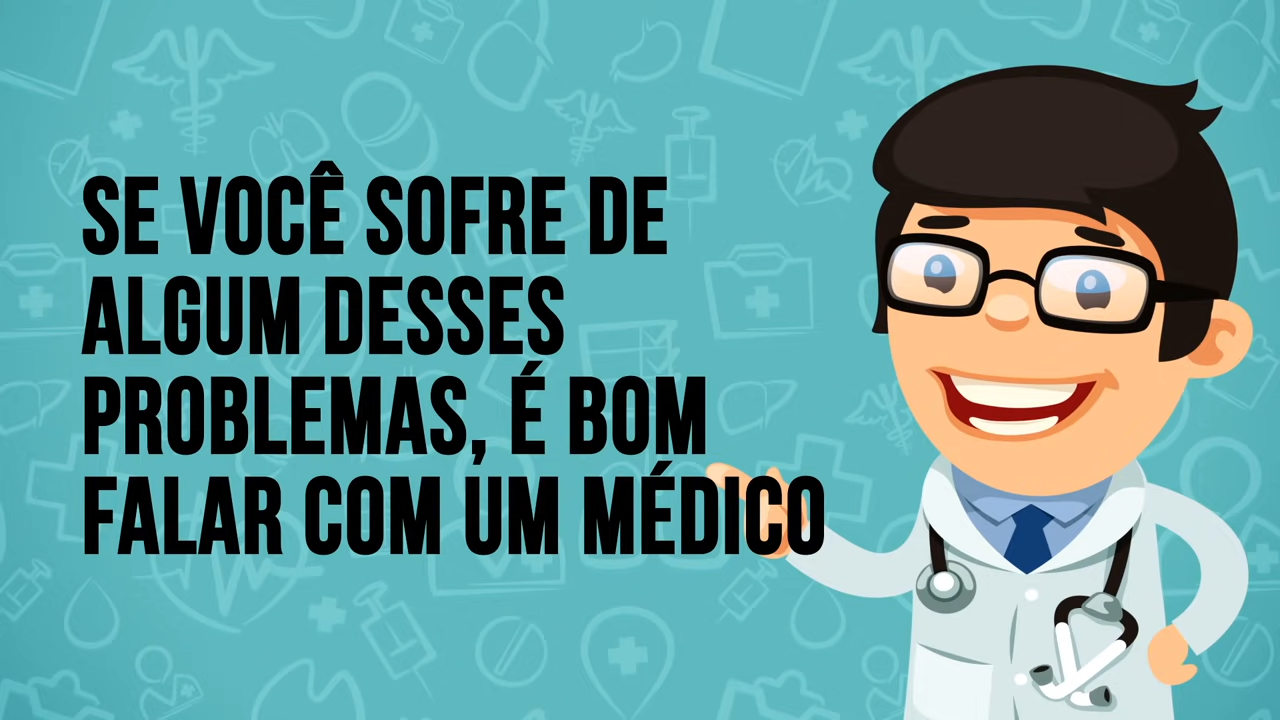 SE VOCÊ SOFRE DE
ALGUM DESSES
PROBLEMAS, É BOM
FALAR COM UM MÉDICO